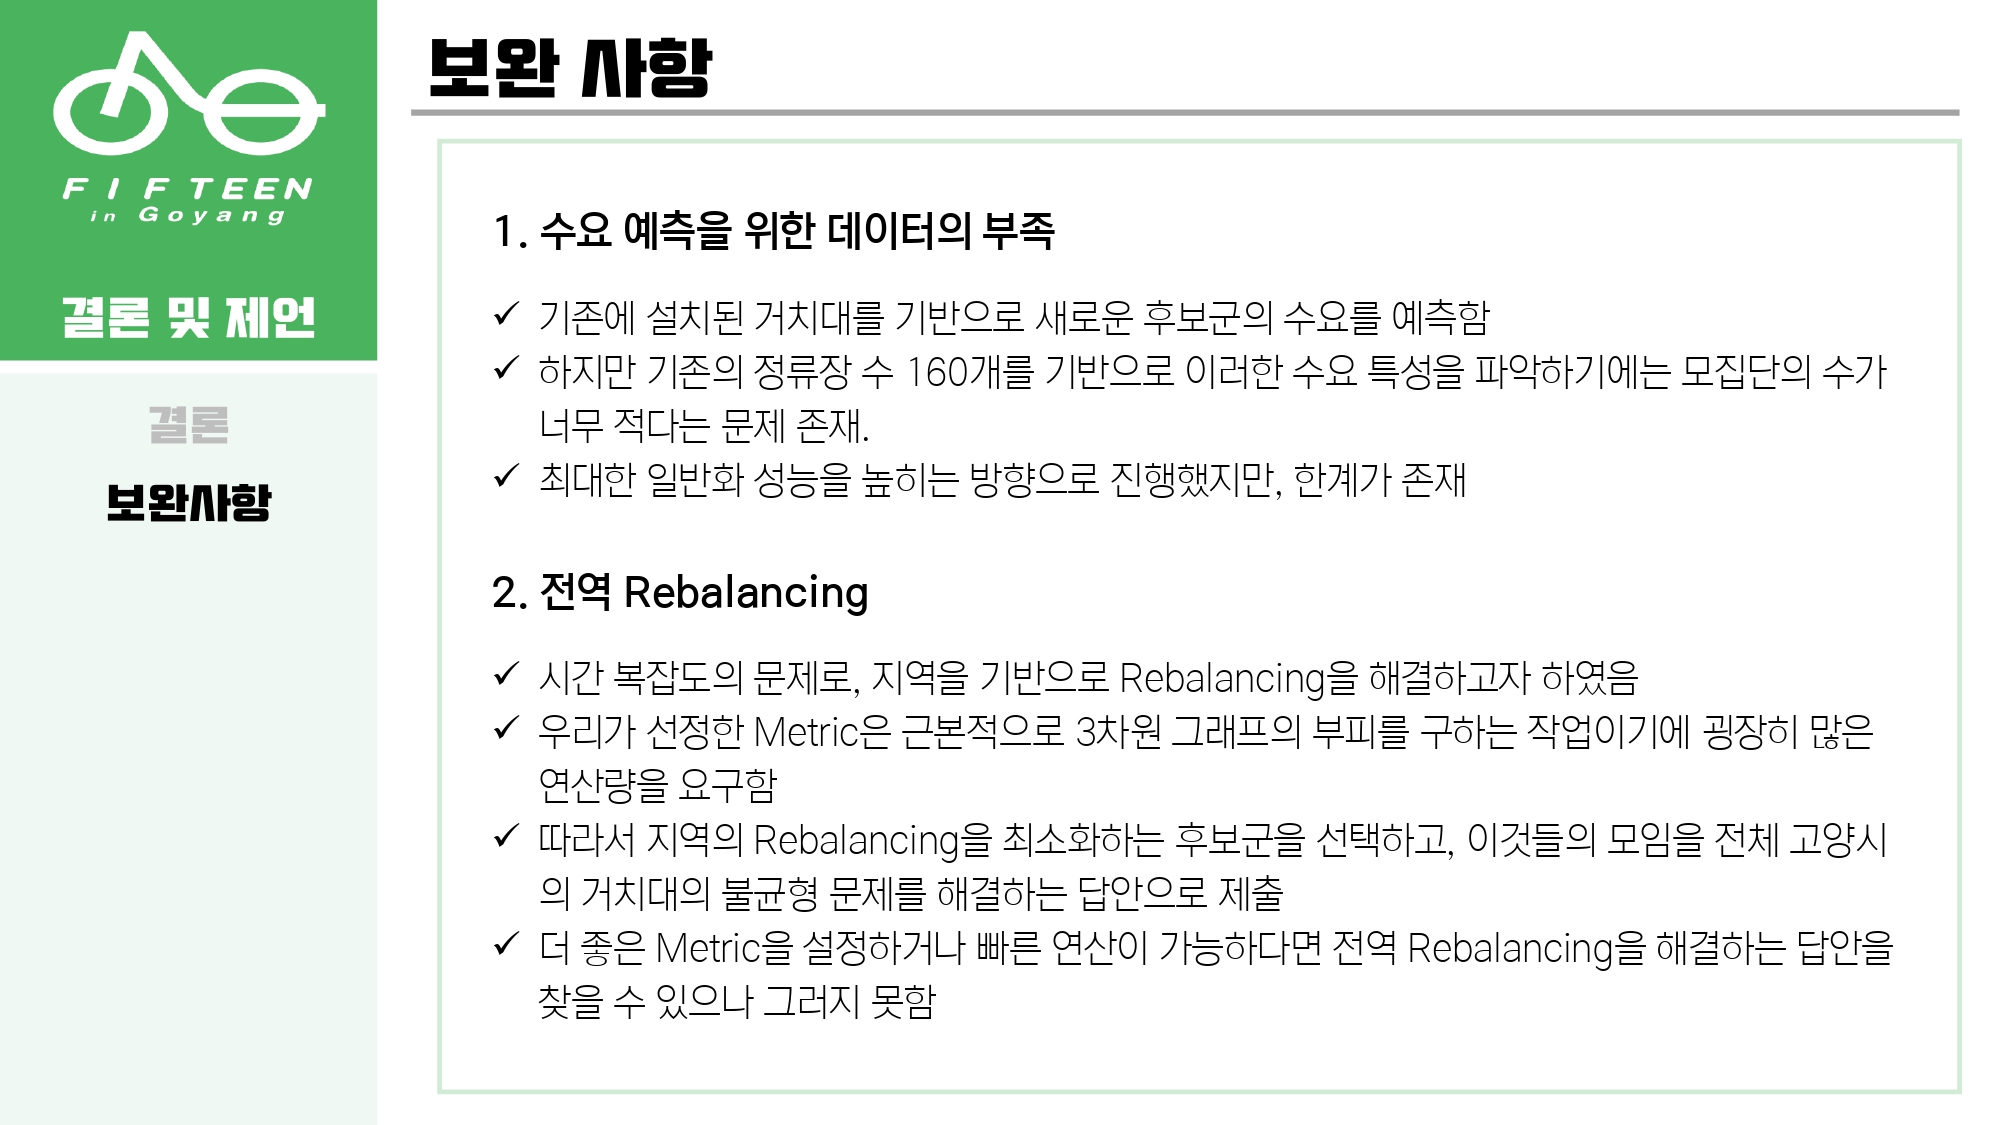 FIFTEEN
in Goyang
결론 및 제언
결론
보완사항
보완 사항
1. 수요 예측을 위한 데이터의 부족
✓ 기존에 설치된 거치대를 기반으로 새로운 후보군의 수요를 예측함
✓ 하지만 기존의 정류장 수 160개를 기반으로 이러한 수요 특성을 파악하기에는 모집단의 수가
너무 적다는 문제 존재.
✓ 최대한 일반화 성능을 높히는 방향으로 진행했지만, 한계가 존재
2. 전역 Rebalancing
✓ 시간 복잡도의 문제로, 지역을 기반으로 Rebalancing을 해결하고자 하였음
✓ 우리가 선정한 Metric은 근본적으로 3차원 그래프의 부피를 구하는 작업이기에 굉장히 많은
연산량을 요구함
✓ 따라서 지역의 Rebalancing을 최소화하는 후보군을 선택하고, 이것들의 모임을 전체 고양시
의 거치대의 불균형 문제를 해결하는 답안으로 제출
✓ 더 좋은 Metric을 설정하거나 빠른 연산이 가능하다면 전역 Rebalancing을 해결하는 답안을
찾을 수 있으나 그러지 못함